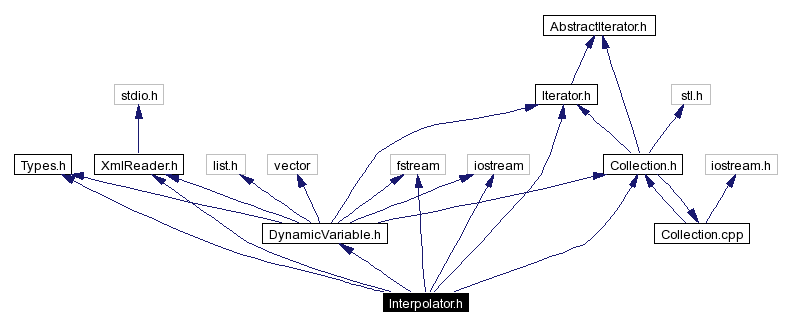 AbstractIterator.h
stdio.h
Iterator.h
stl.h
Types.h
XmlReader.h
list.h
vector
fstream
iostream
Collection.h
iostream.h
DynamicVariable.h
Collection.cpp
Interpolator.h